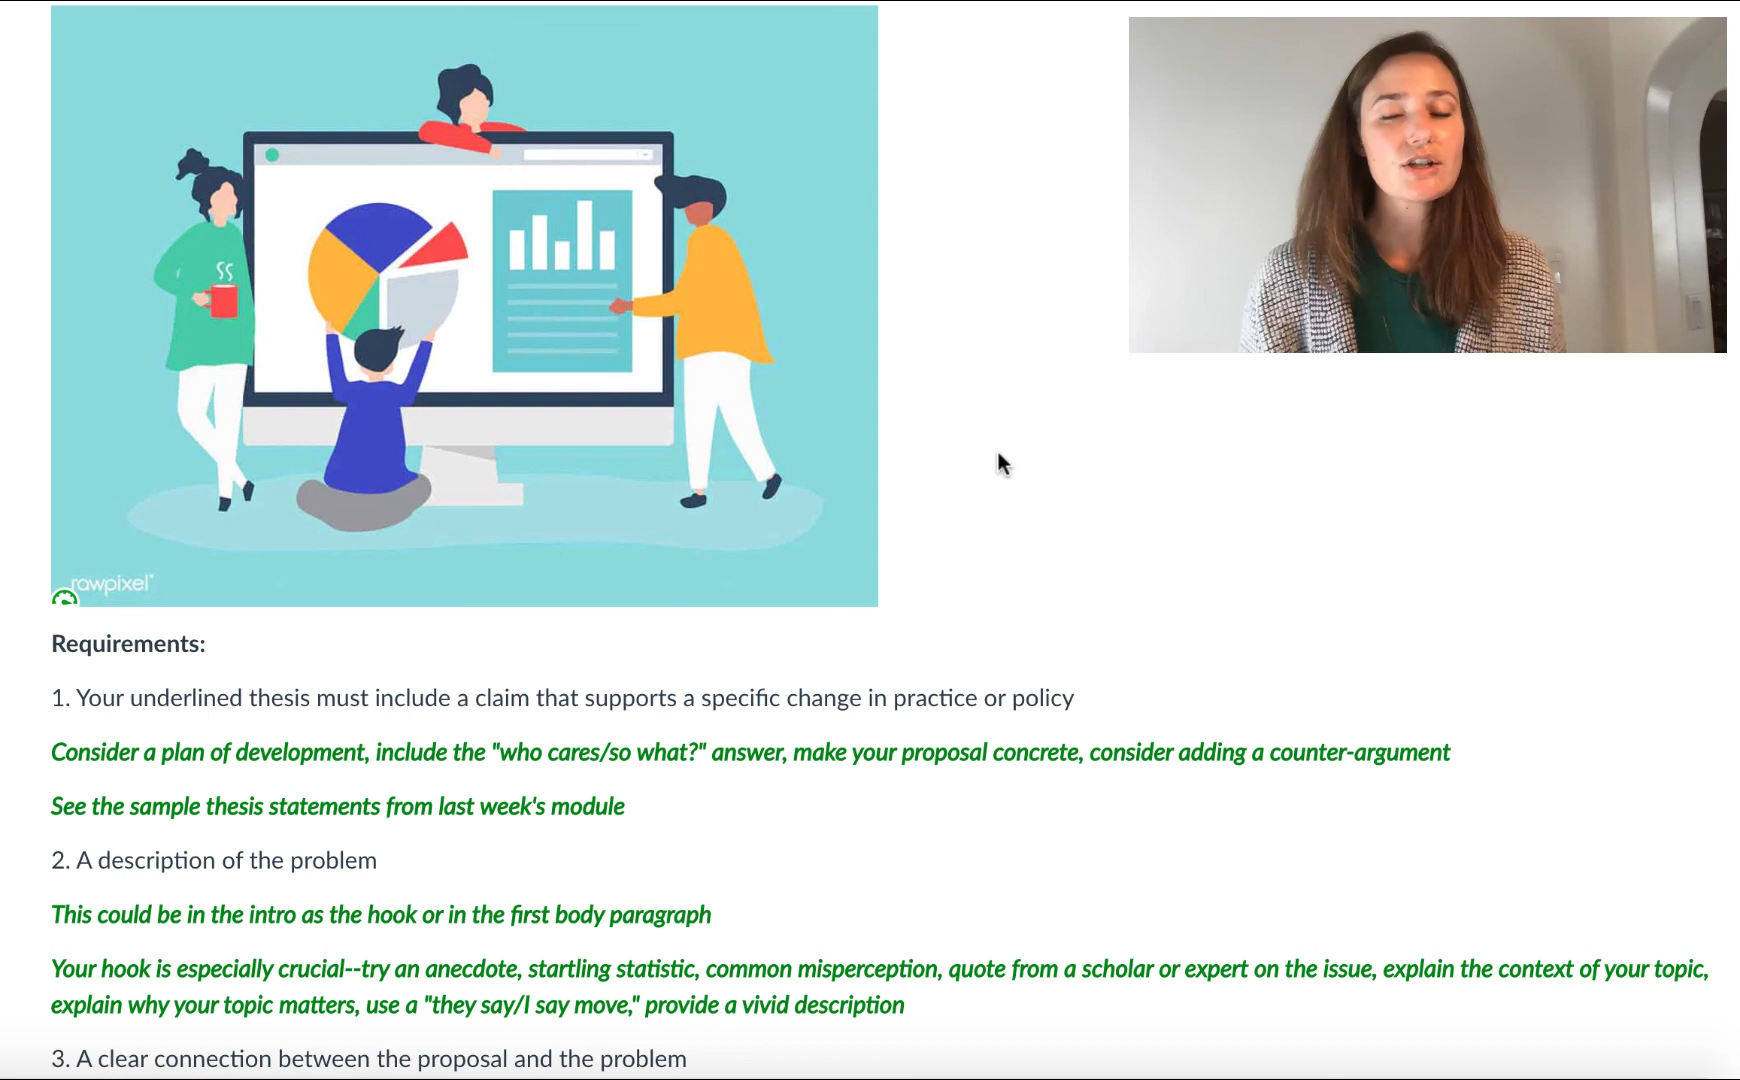 rawpixel
Requirements:
1. Your underlined thesis must include a claim that supports a specific change in practice or policy
Consider a plan of development, include the "who cares/so what?" answer, make your proposal concrete, consider adding a counter-argument
See the sample thesis statements from last week's module
2. A description of the problem
This could be in the intro as the hook or in the first body paragraph
Your hook is especially crucial--try an anecdote, startling statistic, common misperception, quote from a scholar or expert on the issue, explain the context of your topic,
explain why your topic matters, use a "they say/I say move," provide a vivid description
3. A clear connection between the proposal and the problem